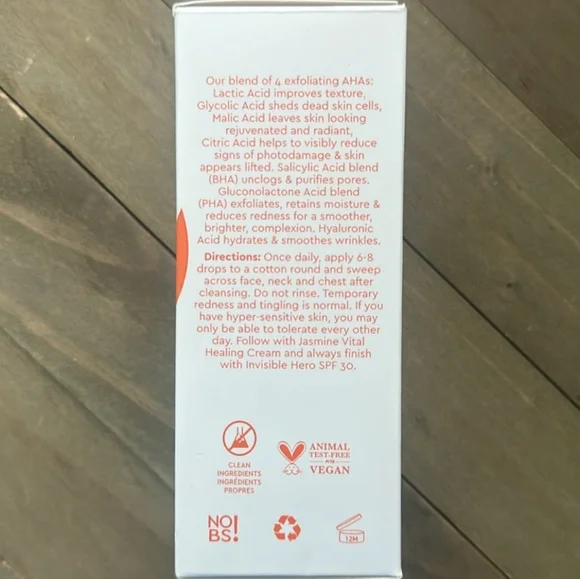 Our blend of 4 exfoliating AHAs:
Lactic Acid improves texture,
Glycolic Acid sheds dead skin cells,
Malic Acid leaves skin looking
rejuvenated and radiant,
Citric Acid helps to visibly reduce
signs of photodamage & skin
appears lifted. Salicylic Acid blend
(BHA) unclogs & purifies pores.
Gluconolactone Acid blend
(PHA) exfoliates, retains moisture &
reduces redness for a smoother,
brighter, complexion. Hyaluronic
Acid hydrates & smoothes wrinkles.
Directions: Once daily, apply 6-8
drops to a cotton round and sweep
across face, neck and chest after
cleansing. Do not rinse. Temporary
redness and tingling is normal. If you
have hyper-sensitive skin, you may
only be able to tolerate every other
day. Follow with Jasmine Vital
Healing Cream and always finish
with Invisible Hero SPF 30.
CLEAN
INGREDIENTS
INGRÉDIENTS
PROPRES
ANIMAL
TEST-FREE
VEGAN
NO
BS!
12M